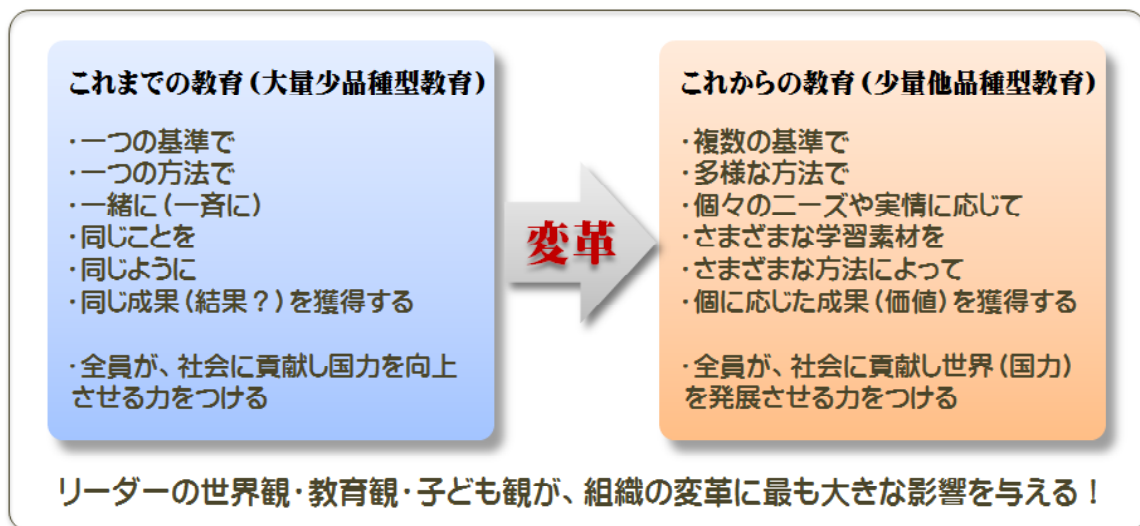 これまでの教育(大量少品種型教育)
・一つの基準で
・一つの方法で
・一緒に(一斉に)
・同じことを
・同じように
・同じ成果(結果?)を獲得する
・全員が、社会に貢献し国力を向上
させる力をつける
変革
これからの教育(少量他品種型教育)
・複数の基準で
・多様な方法で
・個々のニーズや実情に応じて
・さまざまな学習素材を
・さまざまな方法によって
・個に応じた成果(価値)を獲得する
・全員が、社会に貢献し世界(国力)
を発展させる力をつける
リーダーの世界観・教育観・子ども観が、組織の変革に最も大きな影響を与える!